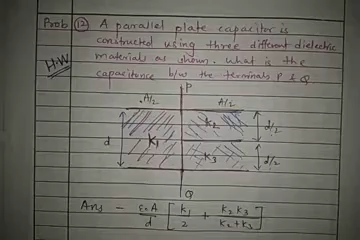 Prob (12) A parallel plate capacitor is
constructed using three different dielectric
H.W materials as shown. What is the
capacitance b/w the terminals P & Q
P
A/2 A/2
K₂ d/2
d K₁
K₃ d/2
Q
Ans - ε₀A/d [K₁/2 + K₂K₃/(K₂+K₃)]